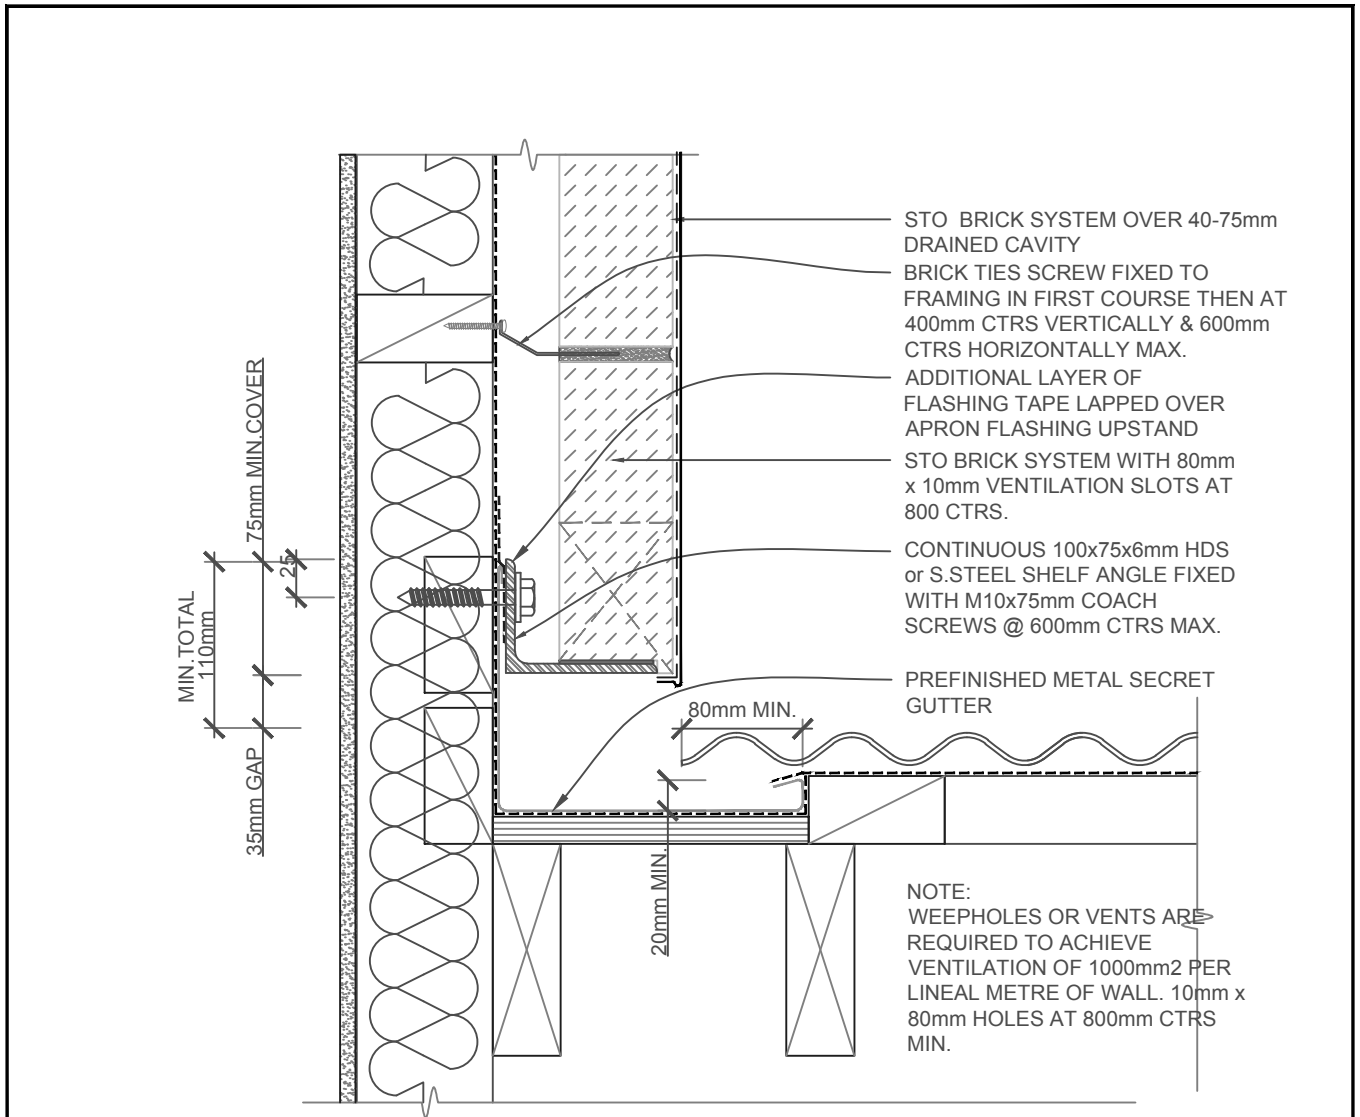 STO BRICK SYSTEM OVER 40-75mm
DRAINED CAVITY
BRICK TIES SCREW FIXED TO
FRAMING IN FIRST COURSE THEN AT
400mm CTRS VERTICALLY & 600mm
CTRS HORIZONTALLY MAX.
ADDITIONAL LAYER OF
FLASHING TAPE LAPPED OVER
APRON FLASHING UPSTAND
STO BRICK SYSTEM WITH 80mm
x 10mm VENTILATION SLOTS AT
800 CTRS.
CONTINUOUS 100x75x6mm HDS
or S.STEEL SHELF ANGLE FIXED
WITH M10x75mm COACH
SCREWS @ 600mm CTRS MAX.
PREFINISHED METAL SECRET
GUTTER
75mm MIN.COVER
25
MIN.TOTAL
110mm
35mm GAP
80mm MIN.
20mm MIN.
NOTE:
WEEPHOLES OR VENTS ARE
REQUIRED TO ACHIEVE
VENTILATION OF 1000mm2 PER
LINEAL METRE OF WALL. 10mm x
80mm HOLES AT 800mm CTRS
MIN.